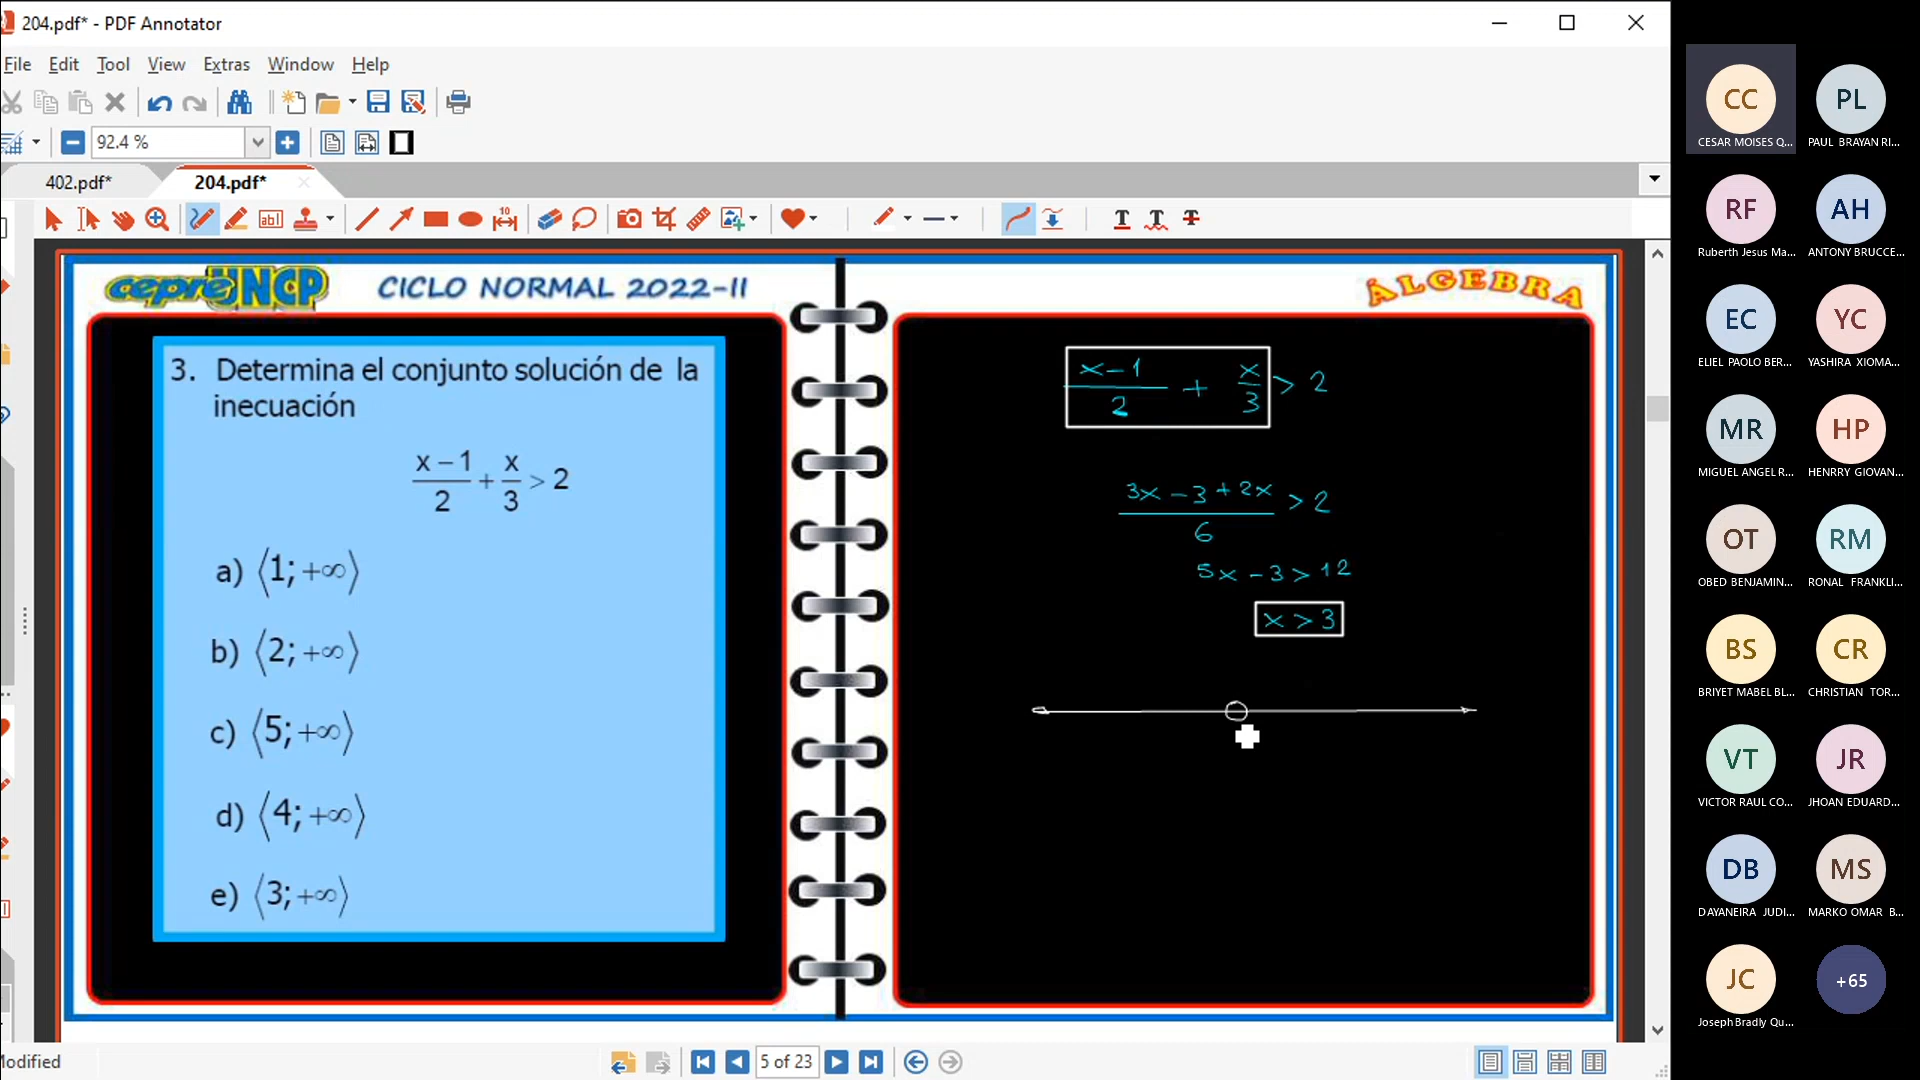 204.pdf* - PDF Annotator
File Edit Tool View Extras Window Help
92.4 %
402.pdf*
204.pdf*
ab|
10
T T T
cepreUNCP
CICLO NORMAL 2022-II
ÁLGEBRA
3. Determina el conjunto solución de la
inecuación
x – 1 / 2 + x / 3 > 2
a) ⟨1; +∞⟩
b) ⟨2; +∞⟩
c) ⟨5; +∞⟩
d) ⟨4; +∞⟩
e) ⟨3; +∞⟩
x – 1 / 2 + x / 3 > 2
3x – 3 + 2x / 6 > 2
5x – 3 > 12
x > 3
CC
CESAR MOISES Q...
PL
PAUL BRAYAN RI...
RF
Ruberth Jesus Ma...
AH
ANTONY BRUCCE...
EC
ELIEL PAOLO BER...
YC
YASHIRA XIOMA...
MR
MIGUEL ANGEL R...
HP
HENRRY GIOVAN...
OT
OBED BENJAMIN...
RM
RONAL FRANKLI...
BS
BRIYET MABEL BL...
CR
CHRISTIAN TOR...
VT
VICTOR RAUL CO...
JR
JHOAN EDUARD...
DB
DAYANEIRA JUDI...
MS
MARKO OMAR B...
JC
Joseph Bradly Qu...
+65
Modified
5 of 23